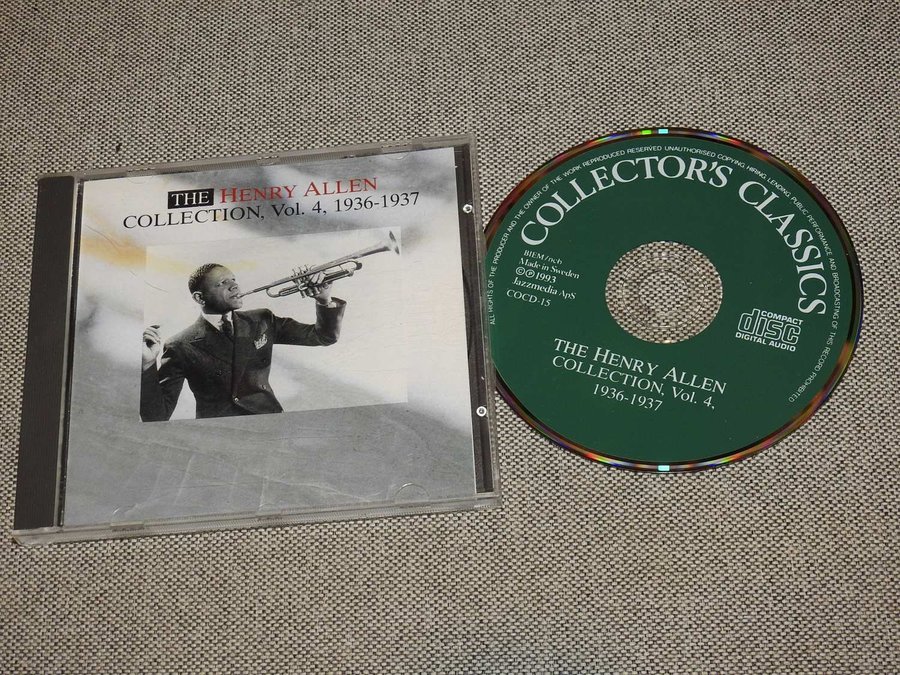 THE HENRY ALLEN
COLLECTION, Vol. 4, 1936-1937
ALL RIGHTS OF THE PRODUCER AND THE OWNER OF THE WORK REPRODUCED RESERVED UNAUTHORISED COPYING, HIRING, LENDING, PUBLIC PERFORMANCE AND BROADCASTING OF THIS RECORD PROHIBITED
COLLECTOR'S CLASSICS
BIEM/ncb
Made in Sweden
©℗1993
Jazzmedia ApS
COCD-15
COMPACT
disc
DIGITAL AUDIO
THE HENRY ALLEN
COLLECTION, Vol. 4,
1936-1937